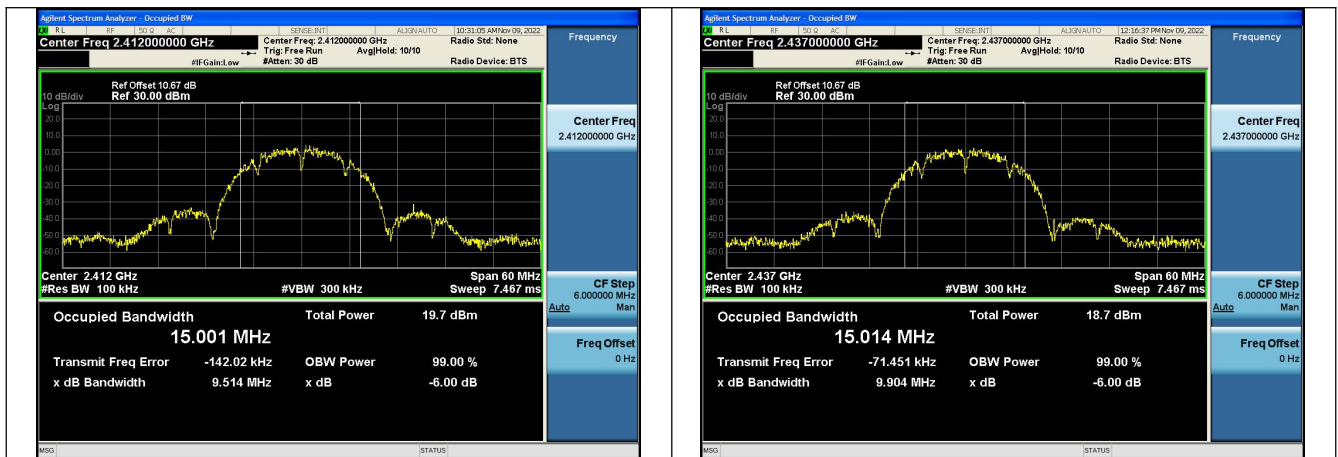 Agilent Spectrum Analyzer - Occupied BW
RL RF 50 Ω AC SENSE:INT ALIGN AUTO 10:31:05 AM Nov 09, 2022
Center Freq 2.412000000 GHz
Center Freq: 2.412000000 GHz
Radio Std: None
Trig: Free Run Avg|Hold: 10/10
#IFGain:Low #Atten: 30 dB Radio Device: BTS
Ref Offset 10.67 dB
10 dB/div Ref 30.00 dBm
Log
20.0
10.0
0.00
-10.0
-20.0
-30.0
-40.0
-50.0
-60.0
Center 2.412 GHz Span 60 MHz
#Res BW 100 kHz #VBW 300 kHz Sweep 7.467 ms
Occupied Bandwidth Total Power 19.7 dBm
15.001 MHz
Transmit Freq Error -142.02 kHz OBW Power 99.00 %
x dB Bandwidth 9.514 MHz x dB -6.00 dB
MSG STATUS
Frequency
Center Freq
2.412000000 GHz
CF Step
6.000000 MHz
Auto Man
Freq Offset
0 Hz
Agilent Spectrum Analyzer - Occupied BW
RL RF 50 Ω AC SENSE:INT ALIGN AUTO 12:16:37 PM Nov 09, 2022
Center Freq 2.437000000 GHz
Center Freq: 2.437000000 GHz
Radio Std: None
Trig: Free Run Avg|Hold: 10/10
#IFGain:Low #Atten: 30 dB Radio Device: BTS
Ref Offset 10.67 dB
10 dB/div Ref 30.00 dBm
Log
20.0
10.0
0.00
-10.0
-20.0
-30.0
-40.0
-50.0
-60.0
Center 2.437 GHz Span 60 MHz
#Res BW 100 kHz #VBW 300 kHz Sweep 7.467 ms
Occupied Bandwidth Total Power 18.7 dBm
15.014 MHz
Transmit Freq Error -71.451 kHz OBW Power 99.00 %
x dB Bandwidth 9.904 MHz x dB -6.00 dB
MSG STATUS
Frequency
Center Freq
2.437000000 GHz
CF Step
6.000000 MHz
Auto Man
Freq Offset
0 Hz